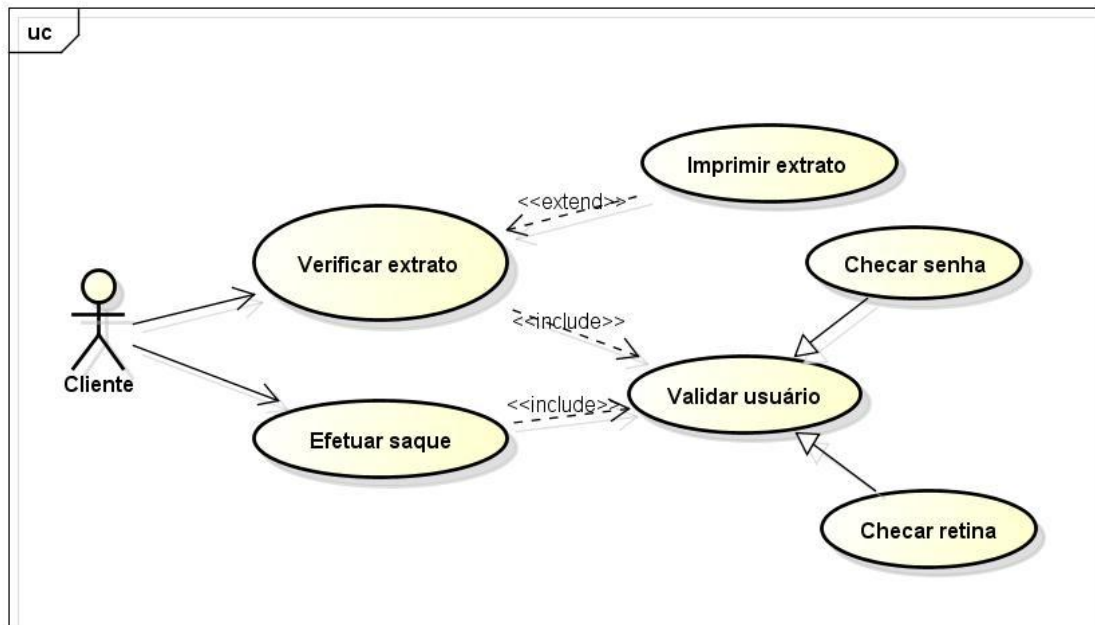 uc
Imprimir extrato
<<extend>>
Verificar extrato
Checar senha
<<include>>
Cliente
Validar usuário
<<include>>
Efetuar saque
Checar retina